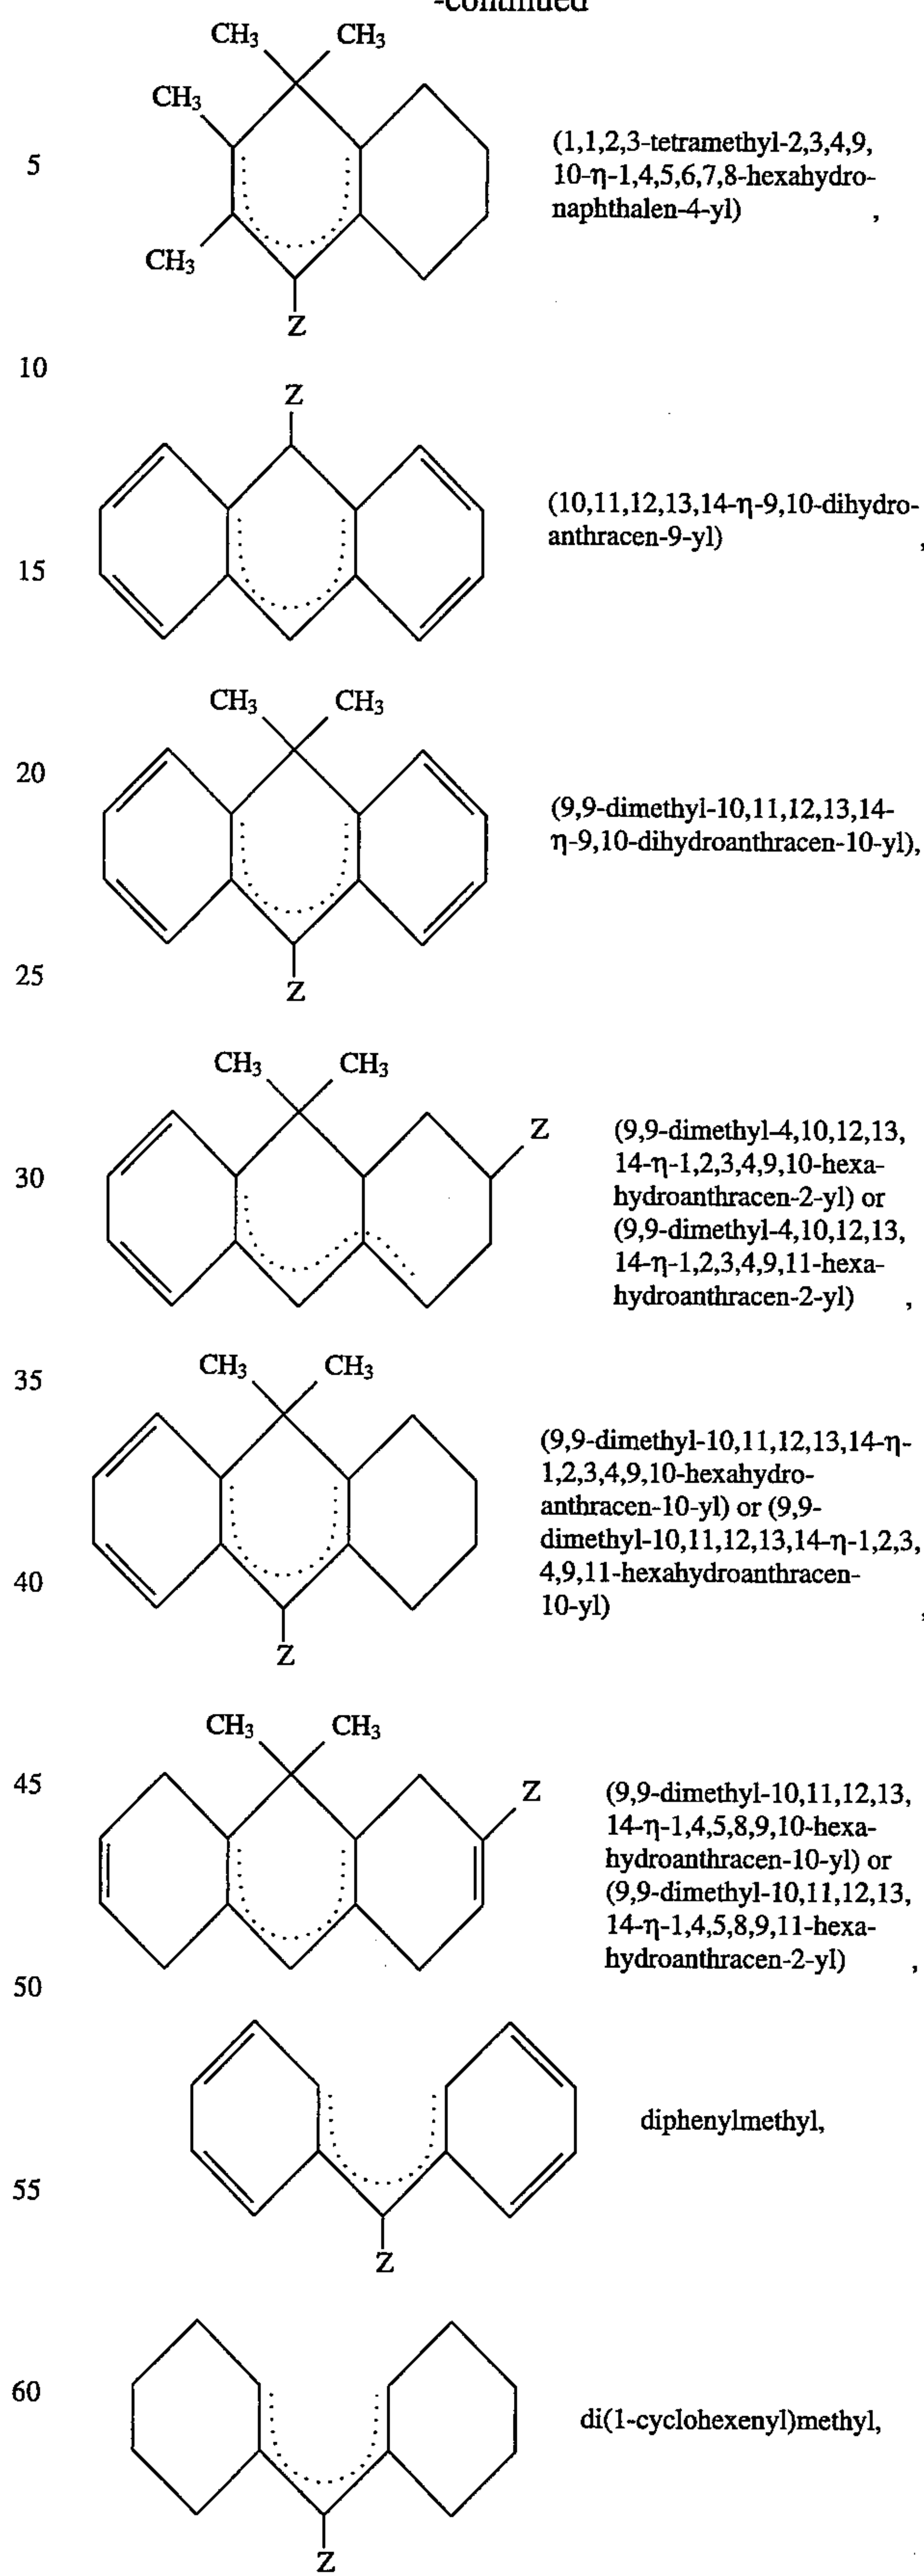 -continued
CH3 CH3
CH3
5
(1,1,2,3-tetramethyl-2,3,4,9,
10-η-1,4,5,6,7,8-hexahydro-
naphthalen-4-yl) ,
CH3
Z
10
Z
(10,11,12,13,14-η-9,10-dihydro-
anthracen-9-yl) ,
15
CH3 CH3
20
(9,9-dimethyl-10,11,12,13,14-
η-9,10-dihydroanthracen-10-yl),
25
Z
CH3 CH3
Z
(9,9-dimethyl-4,10,12,13,
14-η-1,2,3,4,9,10-hexa-
30
hydroanthracen-2-yl) or
(9,9-dimethyl-4,10,12,13,
14-η-1,2,3,4,9,11-hexa-
hydroanthracen-2-yl) ,
35
CH3 CH3
(9,9-dimethyl-10,11,12,13,14-η-
1,2,3,4,9,10-hexahydro-
anthracen-10-yl) or (9,9-
dimethyl-10,11,12,13,14-η-1,2,3,
40
4,9,11-hexahydroanthracen-
10-yl) ,
Z
CH3 CH3
45
Z
(9,9-dimethyl-10,11,12,13,
14-η-1,4,5,8,9,10-hexa-
hydroanthracen-10-yl) or
(9,9-dimethyl-10,11,12,13,
14-η-1,4,5,8,9,11-hexa-
hydroanthracen-2-yl) ,
50
diphenylmethyl,
55
Z
60
di(1-cyclohexenyl)methyl,
Z